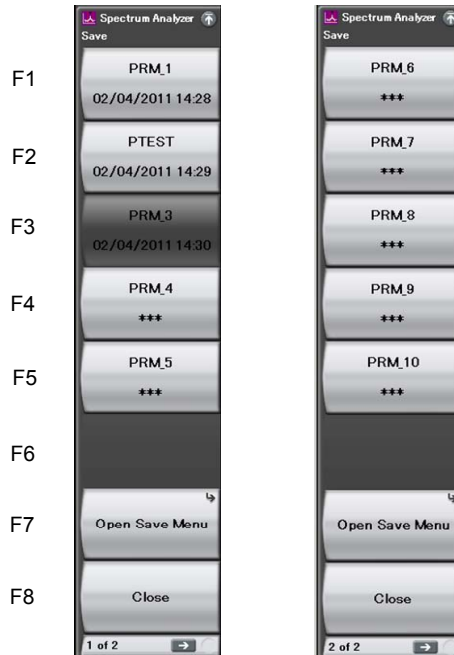 F1
F2
F3
F4
F5
F6
F7
F8
Spectrum Analyzer
Save
PRM_1
02/04/2011 14:28
PTEST
02/04/2011 14:29
PRM_3
02/04/2011 14:30
PRM_4
***
PRM_5
***
Open Save Menu
Close
1 of 2
Spectrum Analyzer
Save
PRM_6
***
PRM_7
***
PRM_8
***
PRM_9
***
PRM_10
***
Open Save Menu
Close
2 of 2